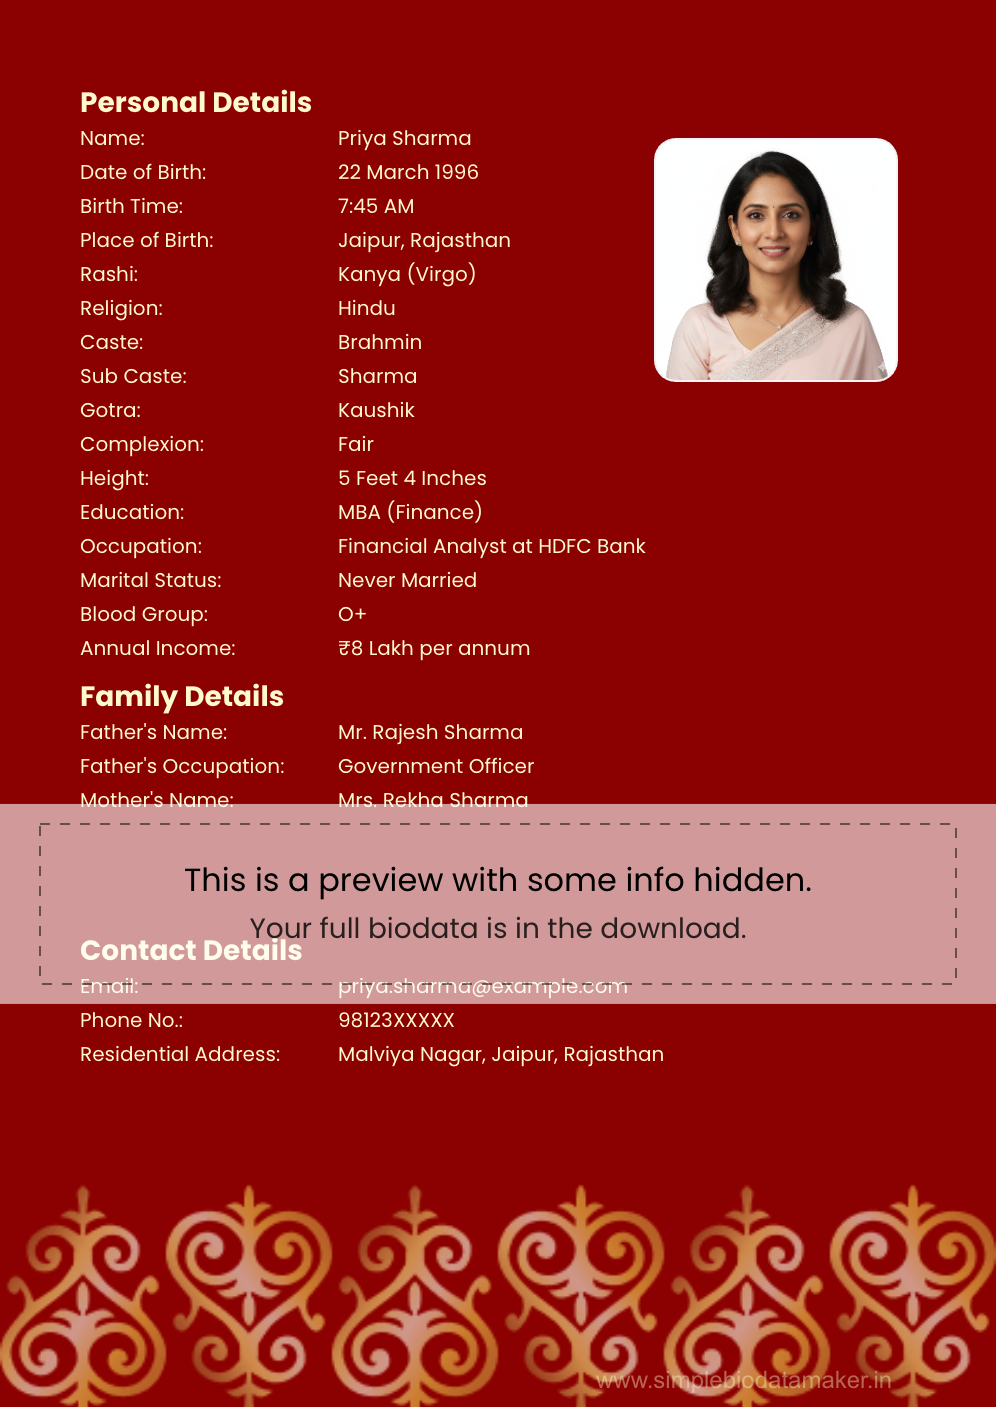 Personal Details
Name: Priya Sharma
Date of Birth: 22 March 1996
Birth Time: 7:45 AM
Place of Birth: Jaipur, Rajasthan
Rashi: Kanya (Virgo)
Religion: Hindu
Caste: Brahmin
Sub Caste: Sharma
Gotra: Kaushik
Complexion: Fair
Height: 5 Feet 4 Inches
Education: MBA (Finance)
Occupation: Financial Analyst at HDFC Bank
Marital Status: Never Married
Blood Group: O+
Annual Income: ₹8 Lakh per annum
Family Details
Father's Name: Mr. Rajesh Sharma
Father's Occupation: Government Officer
Mother's Name: Mrs. Rekha Sharma
This is a preview with some info hidden.
Your full biodata is in the download.
Contact Details
Email: priya.sharma@example.com
Phone No.: 98123XXXXX
Residential Address: Malviya Nagar, Jaipur, Rajasthan
www.simplebiodatamaker.in